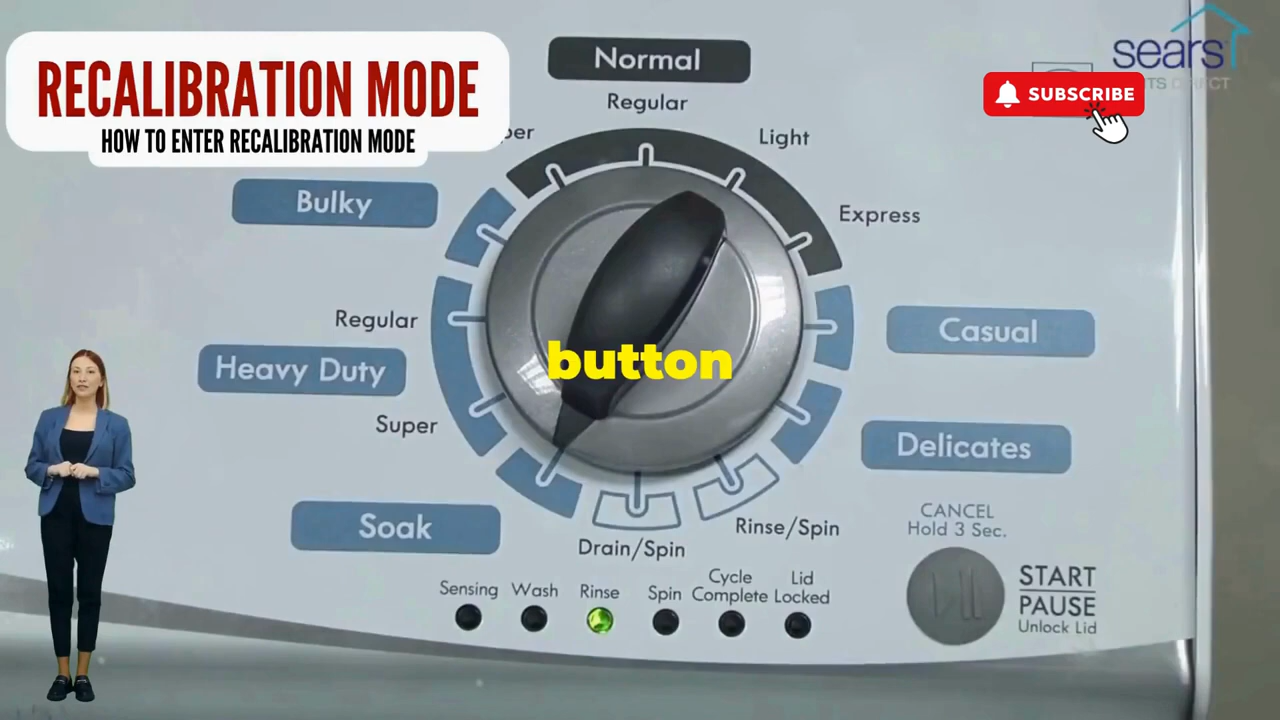 RECALIBRATION MODE
HOW TO ENTER RECALIBRATION MODE
sears
DIRECT
SUBSCRIBE
Normal
Regular
Light
Express
Bulky
Regular
Heavy Duty
Super
button
Casual
Delicates
Soak
Drain/Spin
Rinse/Spin
CANCEL
Hold 3 Sec.
Sensing
Wash
Rinse
Spin
Cycle
Complete
Lid
Locked
START
PAUSE
Unlock Lid